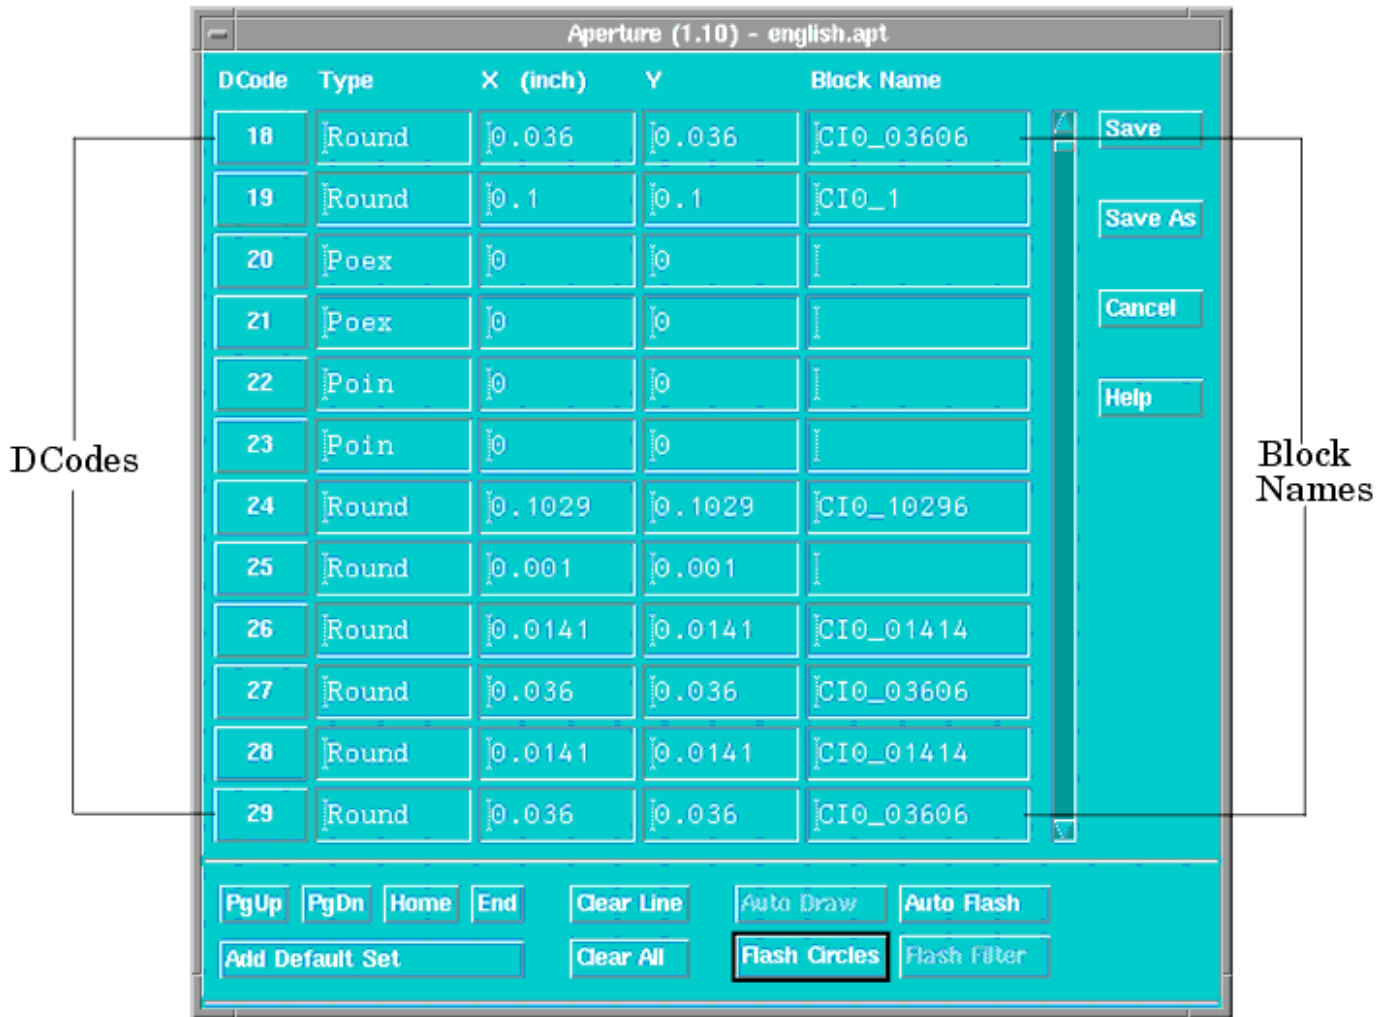 Aperture (1.10) - english.apt
DCode Type X (inch) Y Block Name
18 Round 0.036 0.036 CI0_03606 Save
19 Round 0.1 0.1 CI0_1 Save As
20 Poex 0 0
21 Poex 0 0 Cancel
22 Poin 0 0 Help
23 Poin 0 0
DCodes
Block
Names
24 Round 0.1029 0.1029 CI0_10296
25 Round 0.001 0.001
26 Round 0.0141 0.0141 CI0_01414
27 Round 0.036 0.036 CI0_03606
28 Round 0.0141 0.0141 CI0_01414
29 Round 0.036 0.036 CI0_03606
PgUp PgDn Home End Clear Line Auto Draw Auto Flash
Add Default Set Clear All Flash Circles Flash Filter